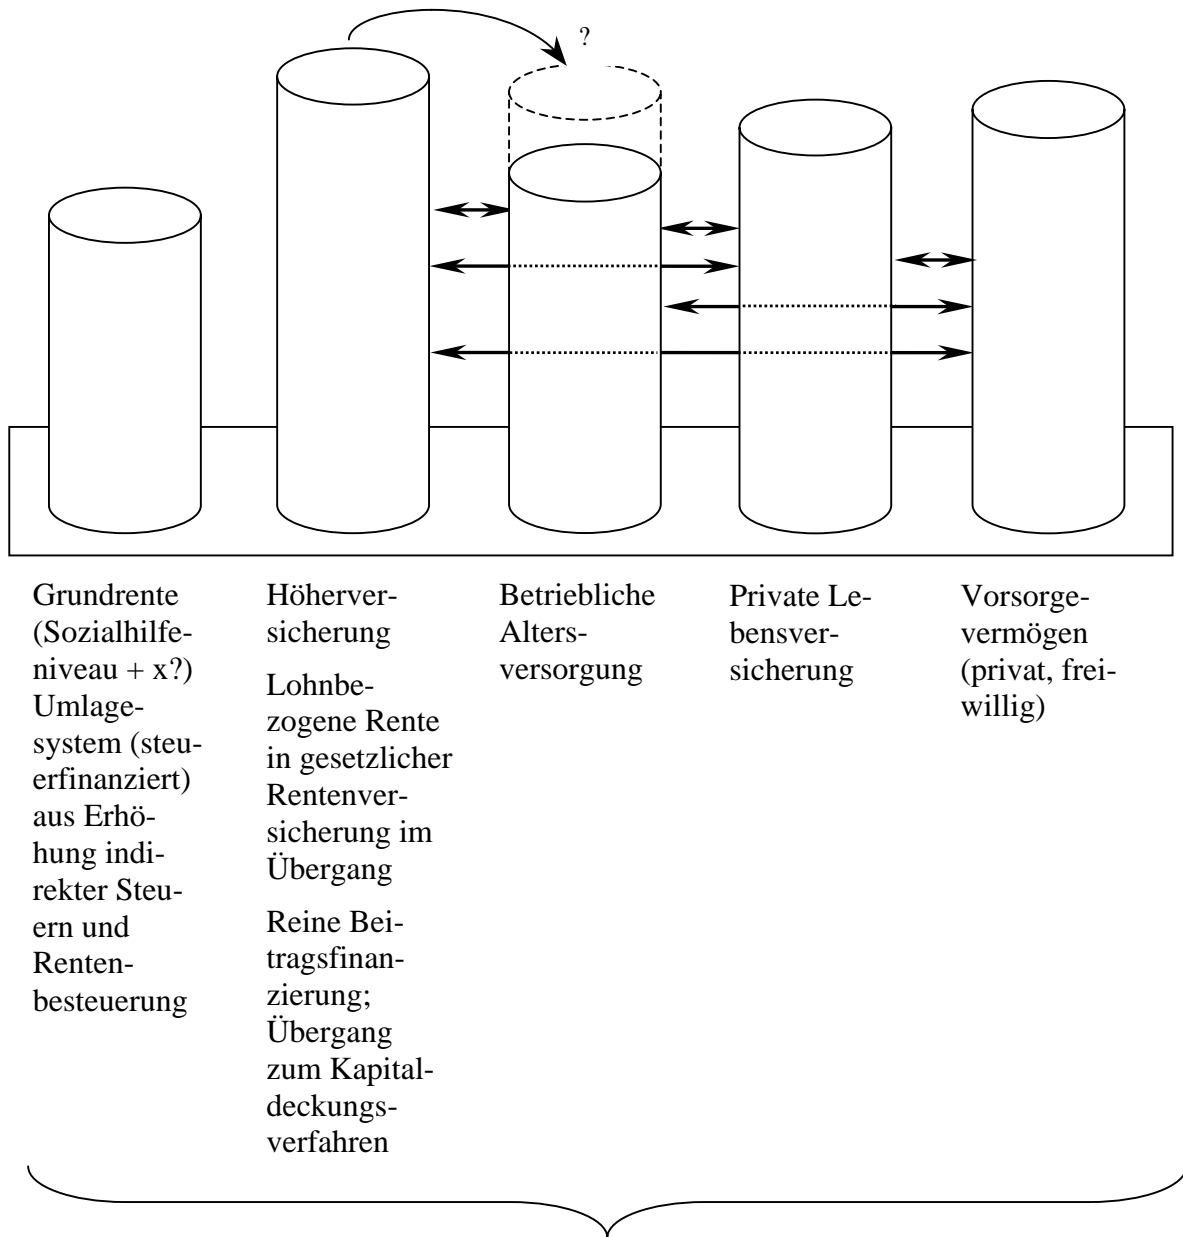 ?
Grundrente
(Sozialhilfe-
niveau + x?)
Umlage-
system (steu-
erfinanziert)
aus Erhö-
hung indi-
rekter Steu-
ern und
Renten-
besteuerung
Höherver-
sicherung
Lohnbe-
zogene Rente
in gesetzlicher
Rentenver-
sicherung im
Übergang
Reine Bei-
tragsfinan-
zierung;
Übergang
zum Kapital-
deckungs-
verfahren
Betriebliche
Alters-
versorgung
Private Le-
bensver-
sicherung
Vorsorge-
vermögen
(privat, frei-
willig)